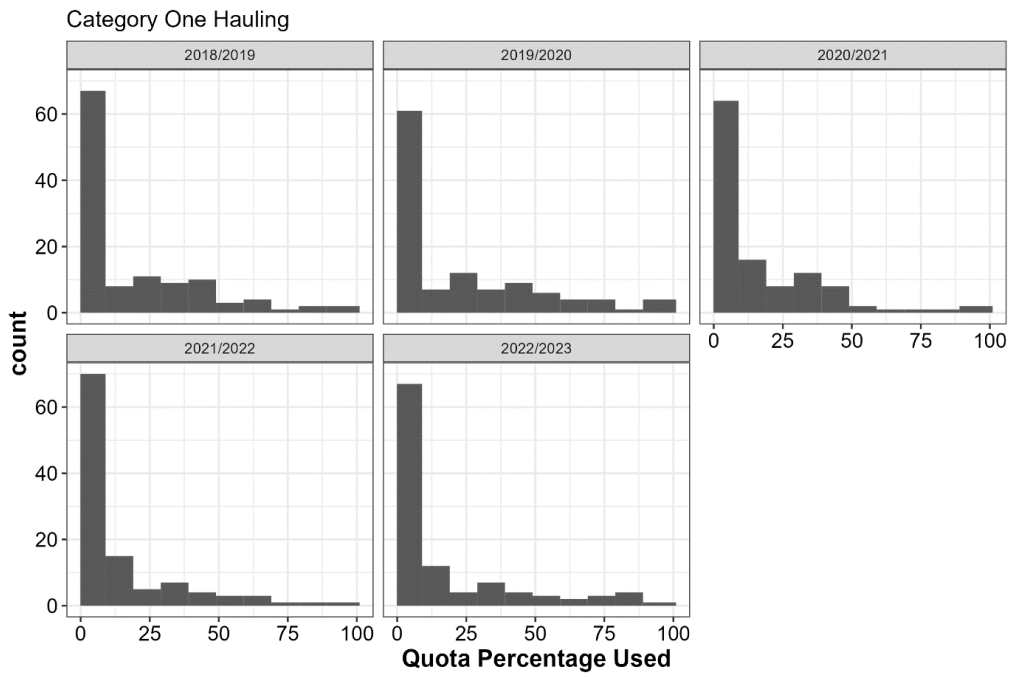 Category One Hauling
2018/2019
2019/2020
2020/2021
60
40
20
0
0 25 50 75 100
count
2021/2022
2022/2023
60
40
20
0
0 25 50 75 100
0 25 50 75 100
Quota Percentage Used